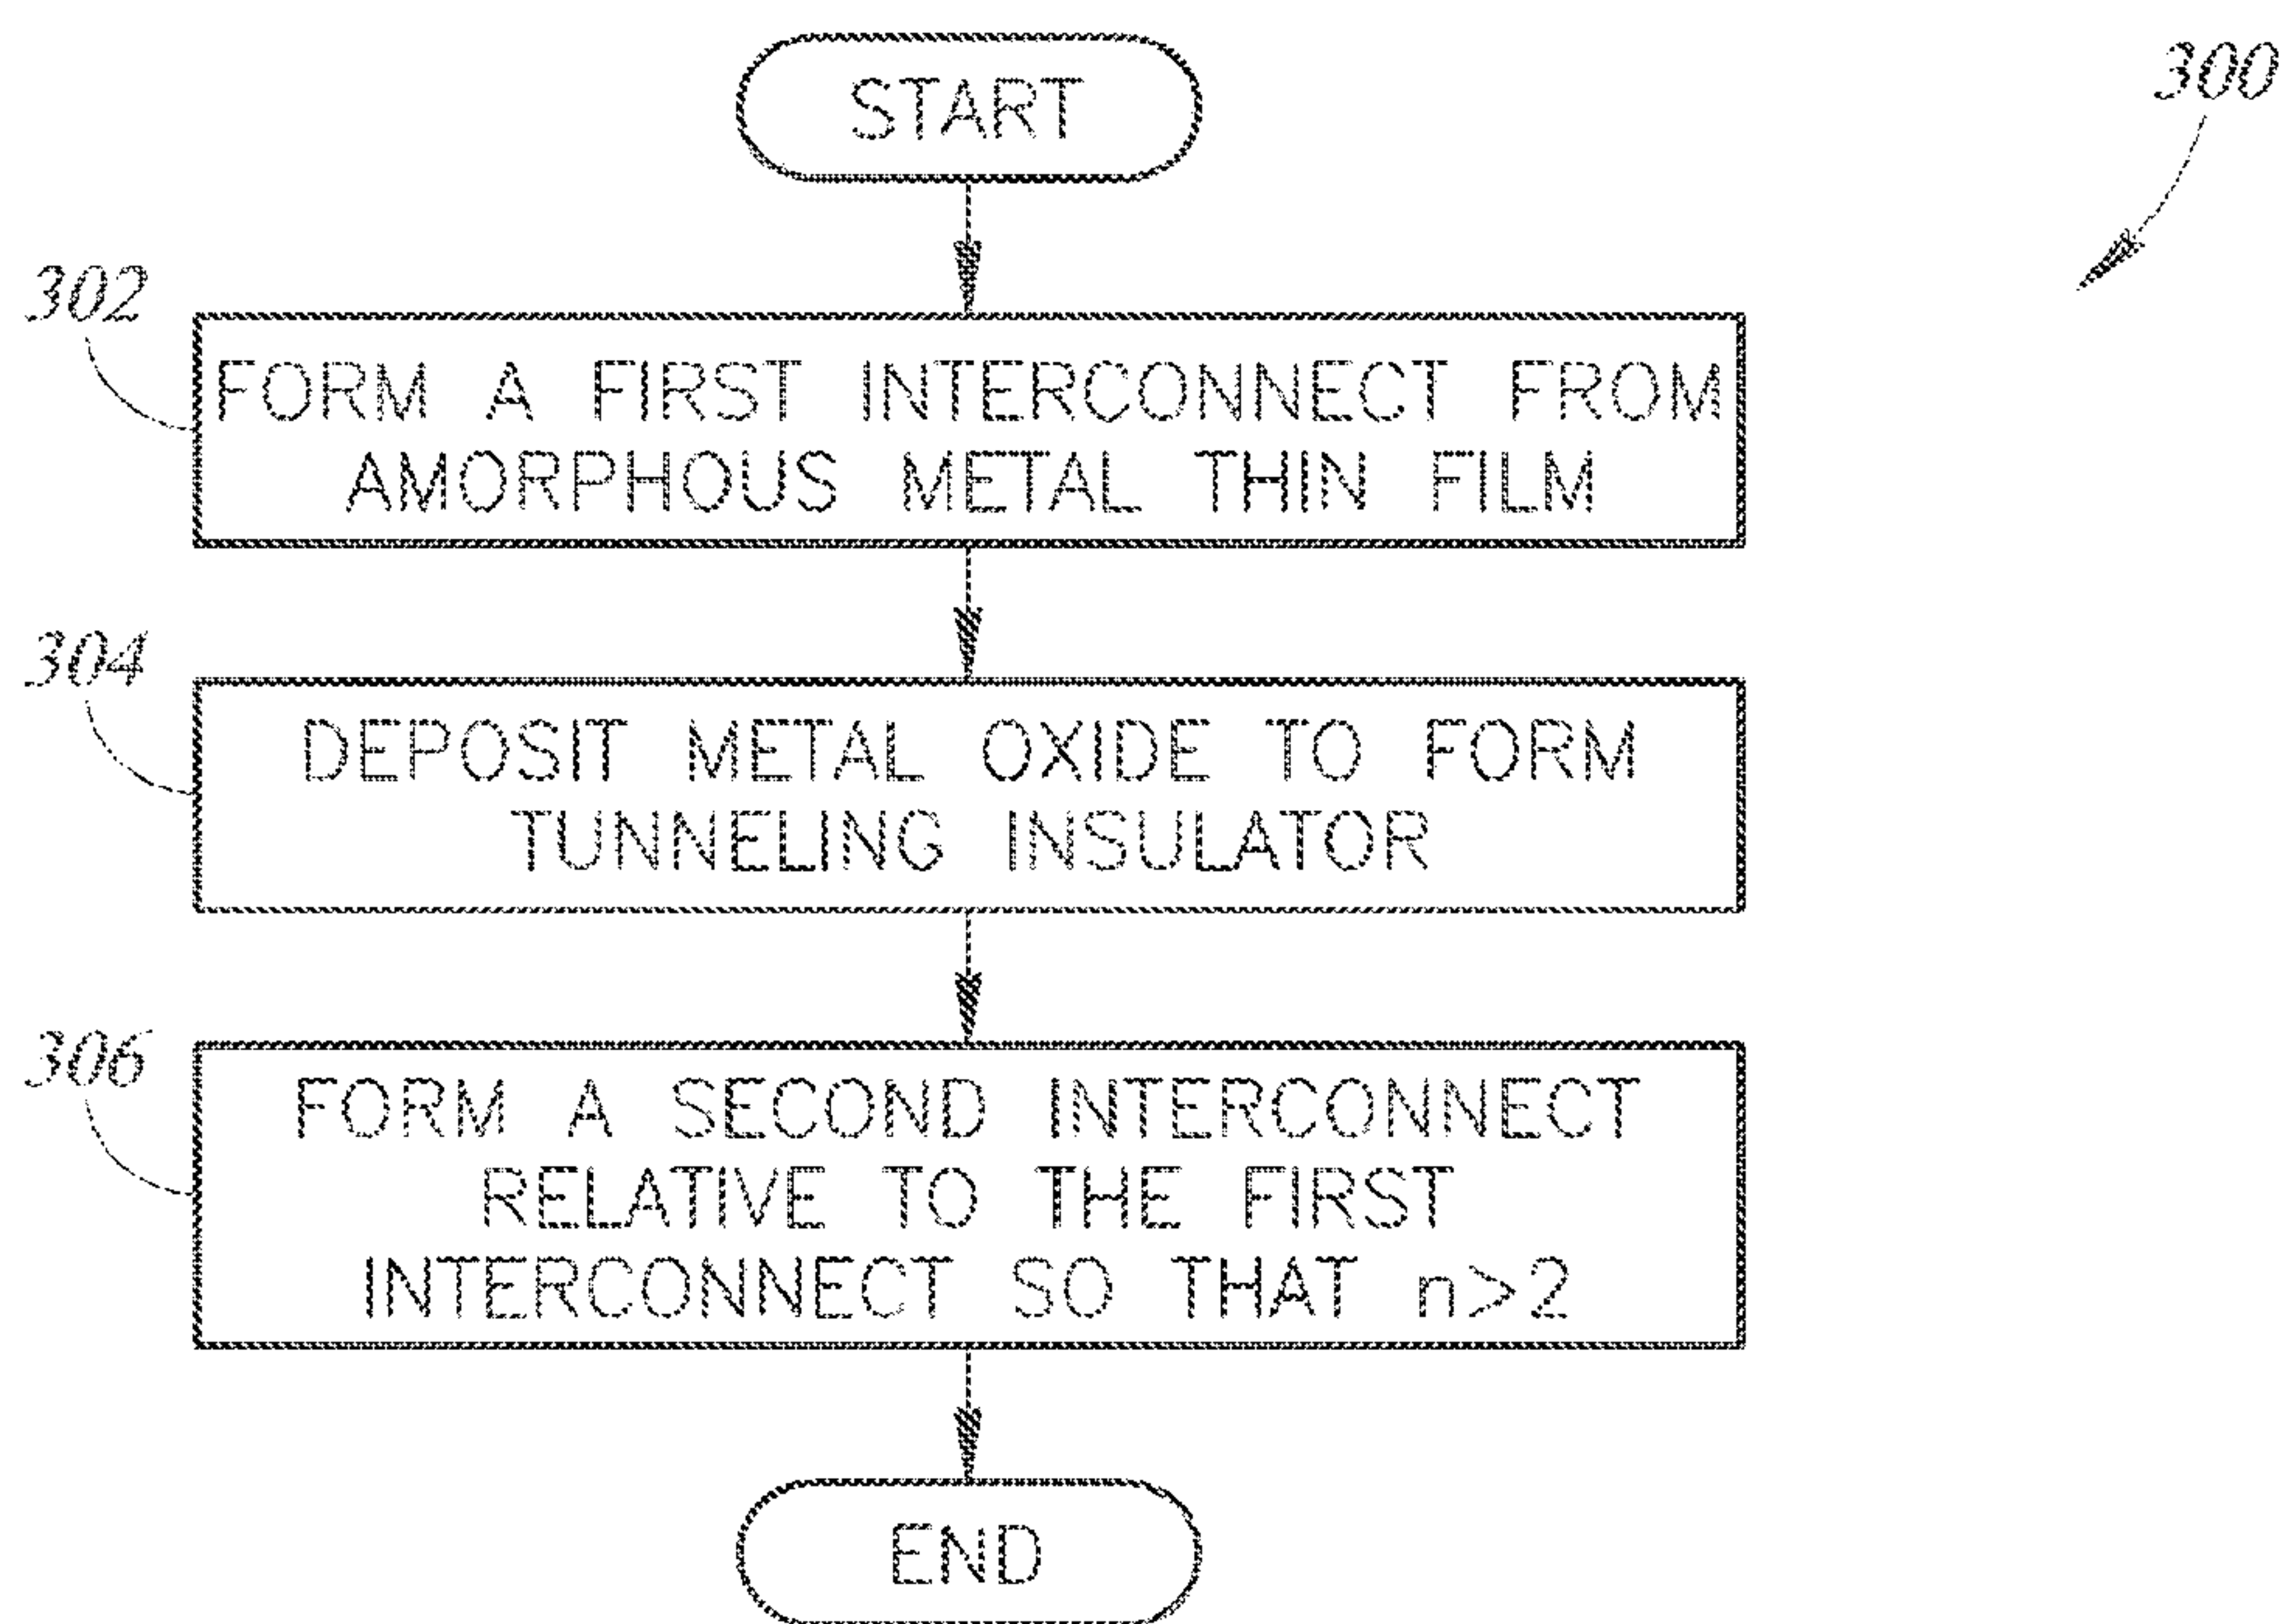 START
300
302
FORM A FIRST INTERCONNECT FROM
AMORPHOUS METAL THIN FILM
304
DEPOSIT METAL OXIDE TO FORM
TUNNELING INSULATOR
306
FORM A SECOND INTERCONNECT
RELATIVE TO THE FIRST
INTERCONNECT SO THAT n>2
END